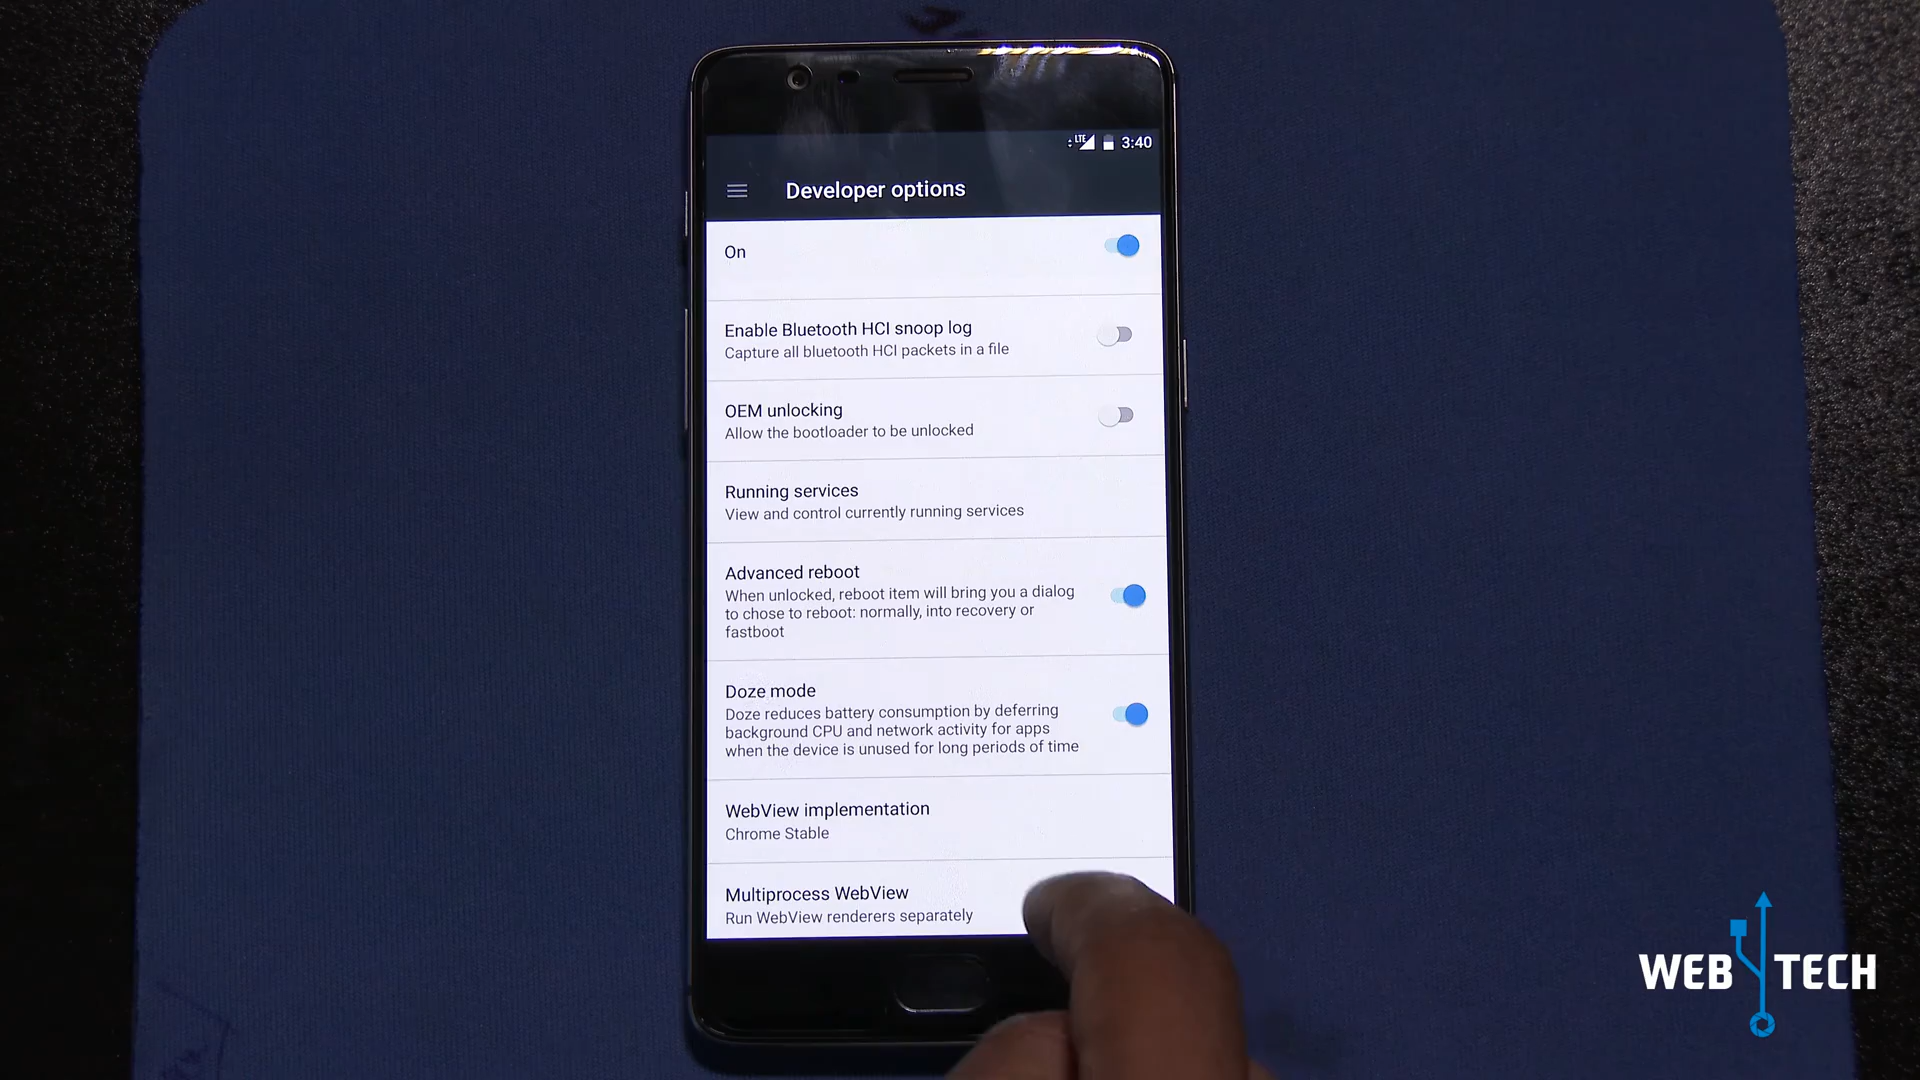 LTE 3:40
Developer options
On
Enable Bluetooth HCI snoop log
Capture all bluetooth HCI packets in a file
OEM unlocking
Allow the bootloader to be unlocked
Running services
View and control currently running services
Advanced reboot
When unlocked, reboot item will bring you a dialog
to chose to reboot: normally, into recovery or
fastboot
Doze mode
Doze reduces battery consumption by deferring
background CPU and network activity for apps
when the device is unused for long periods of time
WebView implementation
Chrome Stable
Multiprocess WebView
Run WebView renderers separately
WEB TECH